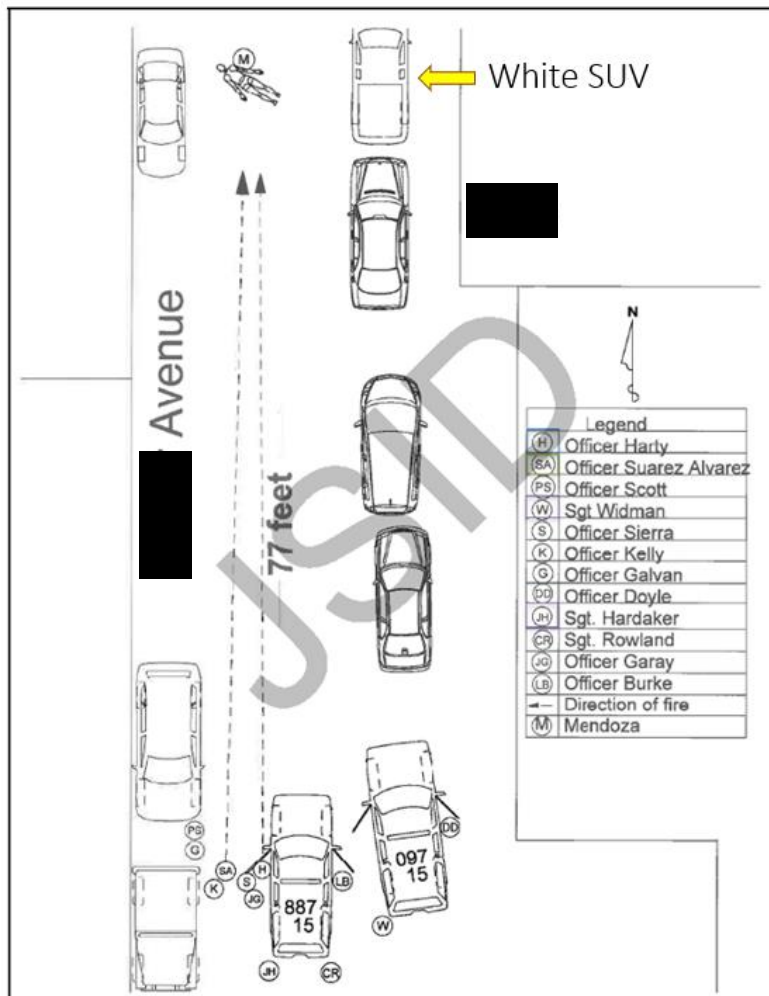 M
White SUV
Avenue
77 feet
JSID
N
S
Legend
H Officer Harty
SA Officer Suarez Alvarez
PS Officer Scott
W Sgt Widman
S Officer Sierra
K Officer Kelly
G Officer Galvan
DD Officer Doyle
JH Sgt. Hardaker
CR Sgt. Rowland
JG Officer Garay
LB Officer Burke
Direction of fire
M Mendoza
PS
G
SA
K
S
H
JG
LB
DD
887
15
097
15
W
JH
CR